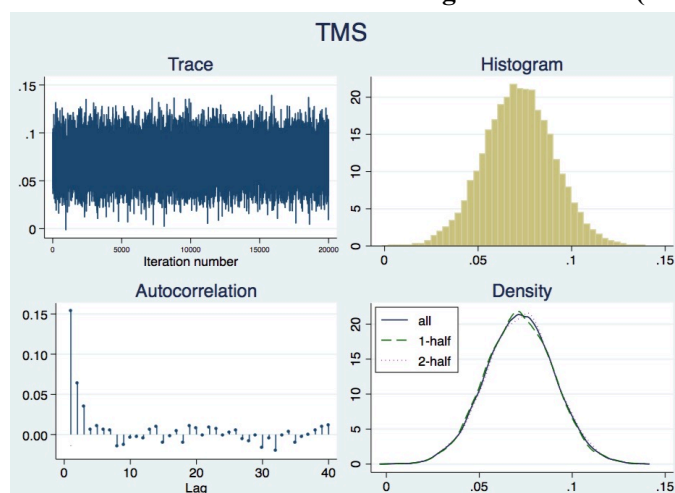 TMS
Trace
.15
.1
.05
0
0 5000 10000 15000 20000
Iteration number
Histogram
20
15
10
5
0
0 .05 .1 .15
Autocorrelation
0.15
0.10
0.05
0.00
0 10 20 30 40
Lag
Density
all
1-half
2-half
20
15
10
5
0
0 .05 .1 .15